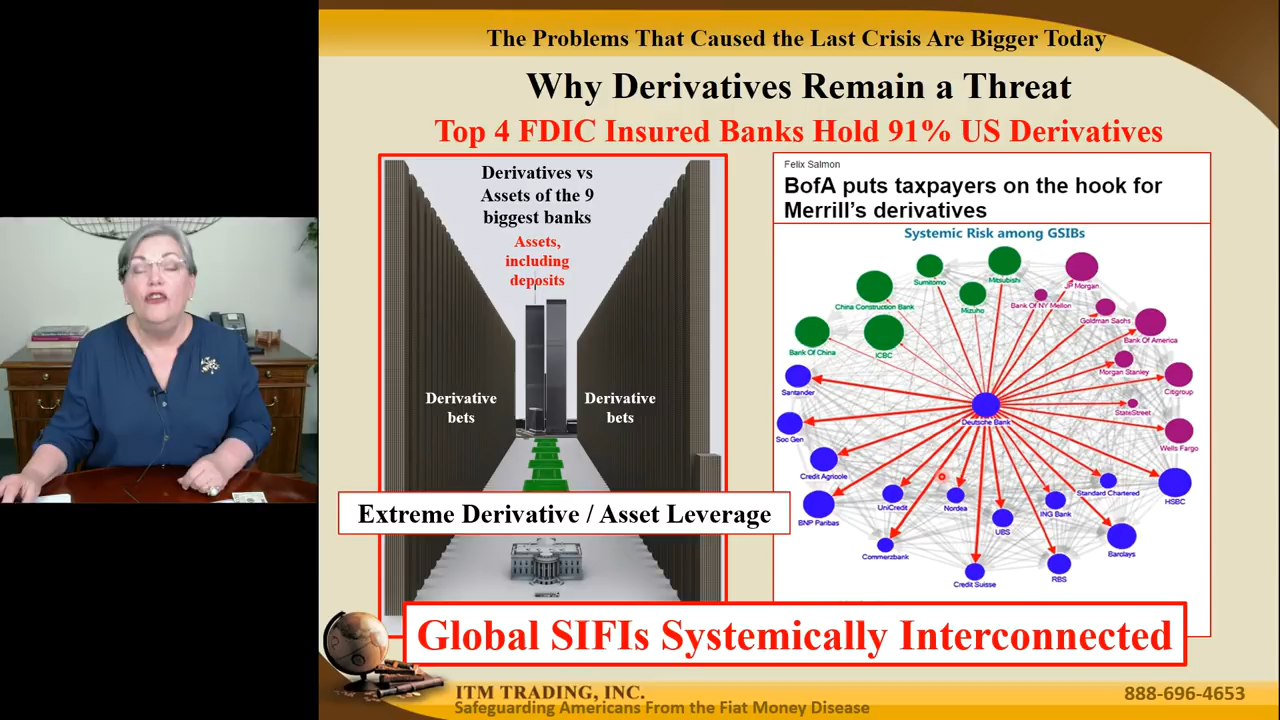 The Problems That Caused the Last Crisis Are Bigger Today
Why Derivatives Remain a Threat
Top 4 FDIC Insured Banks Hold 91% US Derivatives
Derivatives vs
Assets of the 9
biggest banks
Assets,
including
deposits
Derivative
bets
Derivative
bets
Extreme Derivative / Asset Leverage
Felix Salmon
BofA puts taxpayers on the hook for
Merrill's derivatives
Systemic Risk among GSIBs
Sumitomo
Mitsubishi
JP Morgan
China Construction Bank
Mizuho
Bank Of NY Mellon
Goldman Sachs
Bank Of America
Bank Of China
ICBC
Morgan Stanley
Santander
Citigroup
StateStreet
Deutsche Bank
Soc Gen
Wells Fargo
Credit Agricole
Standard Chartered
HSBC
UniCredit
Nordea
ING Bank
BNP Paribas
UBS
Commerzbank
Barclays
Credit Suisse
RBS
Global SIFIs Systemically Interconnected
ITM TRADING, INC.
888-696-4653
Safeguarding Americans From the Fiat Money Disease